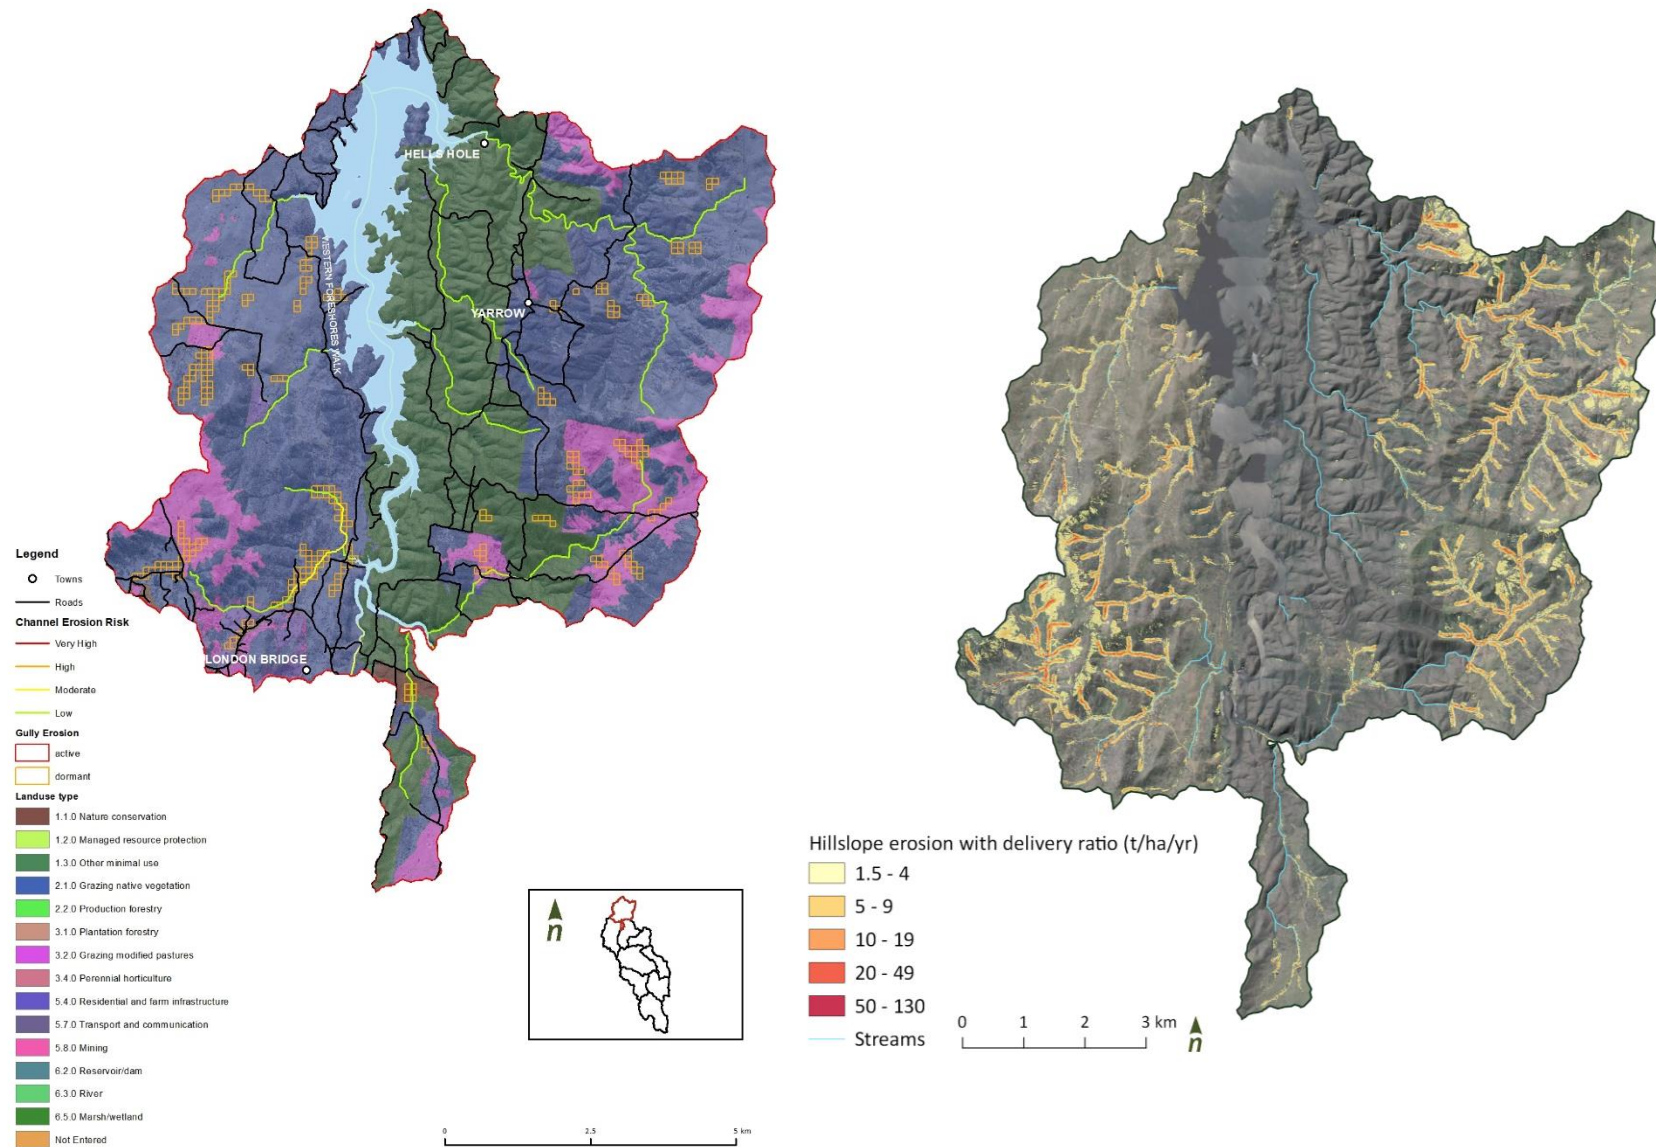 HELLS HOLE
WESTERN FORESHORES WALK
YARROW
LONDON BRIDGE
Legend
Towns
Roads
Channel Erosion Risk
Very High
High
Moderate
Low
Gully Erosion
active
dormant
Landuse type
1.1.0 Nature conservation
1.2.0 Managed resource protection
1.3.0 Other minimal use
2.1.0 Grazing native vegetation
2.2.0 Production forestry
3.1.0 Plantation forestry
3.2.0 Grazing modified pastures
3.4.0 Perennial horticulture
5.4.0 Residential and farm infrastructure
5.7.0 Transport and communication
5.8.0 Mining
6.2.0 Reservoir/dam
6.3.0 River
6.5.0 Marsh/wetland
Not Entered
n
0 2.5 5 km
Hillslope erosion with delivery ratio (t/ha/yr)
1.5 - 4
5 - 9
10 - 19
20 - 49
50 - 130
Streams
0 1 2 3 km
n